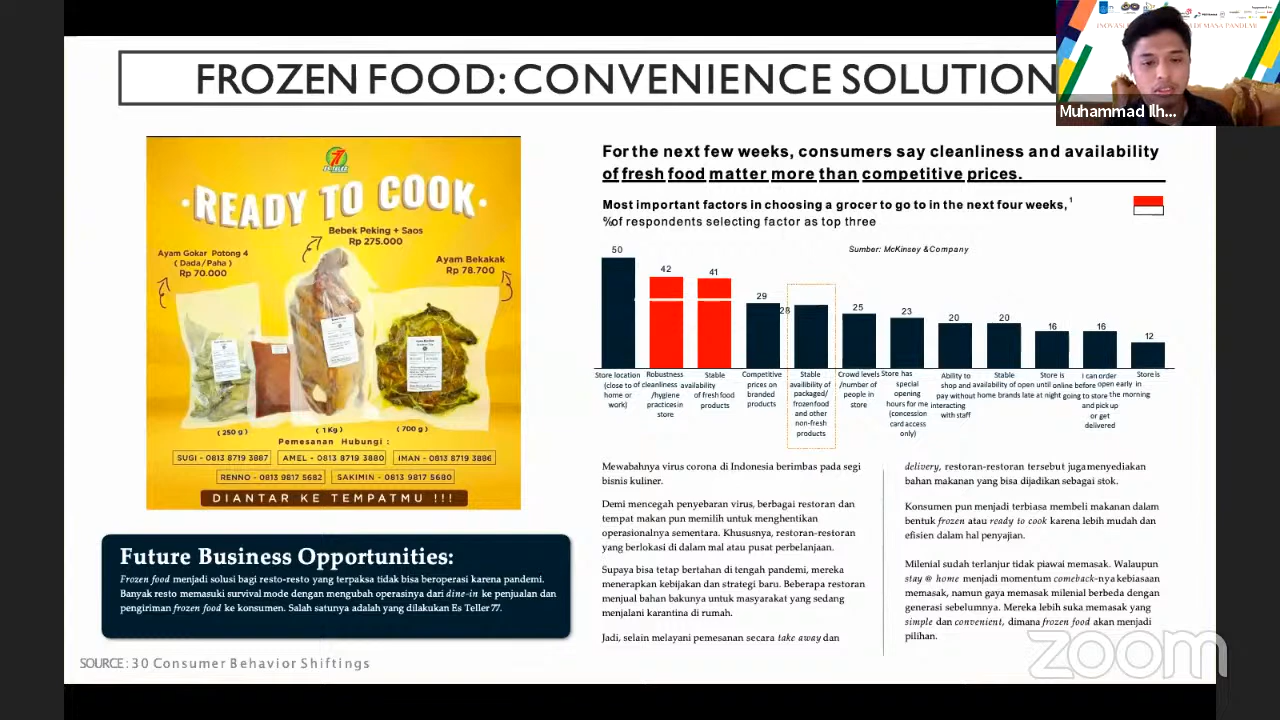 FROZEN FOOD: CONVENIENCE SOLUTION
Muhammad Ilh...
77
READY TO COOK
Bebek Peking + Saos
Rp 275.000
Ayam Gokar Potong 4
( Dada/Paha )
Rp 70.000
Ayam Bekakak
Rp 78.700
( 250 g )
( 1 Kg )
( 700 g )
Pemesanan Hubungi :
SUGI - 0813 8719 3887
AMEL - 0813 8719 3880
IMAN - 0813 8719 3886
RENNO - 0813 9817 5682
SAKIMIN - 0813 9817 5680
DIANTAR KE TEMPATMU !!!
Future Business Opportunities:
Frozen food menjadi solusi bagi resto-resto yang terpaksa tidak bisa beroperasi karena pandemi.
Banyak resto memasuki survival mode dengan mengubah operasinya dari dine-in ke penjualan dan
pengiriman frozen food ke konsumen. Salah satunya adalah yang dilakukan Es Teller 77.
SOURCE: 30 Consumer Behavior Shiftings
For the next few weeks, consumers say cleanliness and availability
of fresh food matter more than competitive prices.
Most important factors in choosing a grocer to go to in the next four weeks,1
%of respondents selecting factor as top three
Sumber: McKinsey &Company
50
42
41
29
28
25
23
20
20
16
16
12
Store location
(close to
home or
work)
Robustness
of cleanliness
/hygiene
practices in
store
Stable
availability
of fresh food
products
Competitive
prices on
branded
products
Stable
availibility of
packaged/
frozen food
and other
non-fresh
products
Crowd levels
/number of
people in
store
Store has
special
opening
hours for me
(concession
card access
only)
Ability to
shop and
pay without
interacting
with staff
Stable
availability of
home brands
Store is
open until
late at night
I can order
online before
going to store
and pick up
or get
delivered
Store is
open early in
the morning
Mewabahnya virus corona di Indonesia berimbas pada segi
bisnis kuliner.
Demi mencegah penyebaran virus, berbagai restoran dan
tempat makan pun memilih untuk menghentikan
operasionalnya sementara. Khususnya, restoran-restoran
yang berlokasi di dalam mal atau pusat perbelanjaan.
Supaya bisa tetap bertahan di tengah pandemi, mereka
menerapkan kebijakan dan strategi baru. Beberapa restoran
menjual bahan bakunya untuk masyarakat yang sedang
menjalani karantina di rumah.
Jadi, selain melayani pemesanan secara take away dan
delivery, restoran-restoran tersebut jugamenyediakan
bahan makanan yang bisa dijadikan sebagai stok.
Konsumen pun menjadi terbiasa membeli makanan dalam
bentuk frozen atau ready to cook karena lebih mudah dan
efisien dalam hal penyajian.
Milenial sudah terlanjur tidak piawai memasak. Walaupun
stay @ home menjadi momentum comeback-nya kebiasaan
memasak, namun gaya memasak milenial berbeda dengan
generasi sebelumnya. Mereka lebih suka memasak yang
simple dan convenient, dimana frozen food akan menjadi
pilihan.
zoom